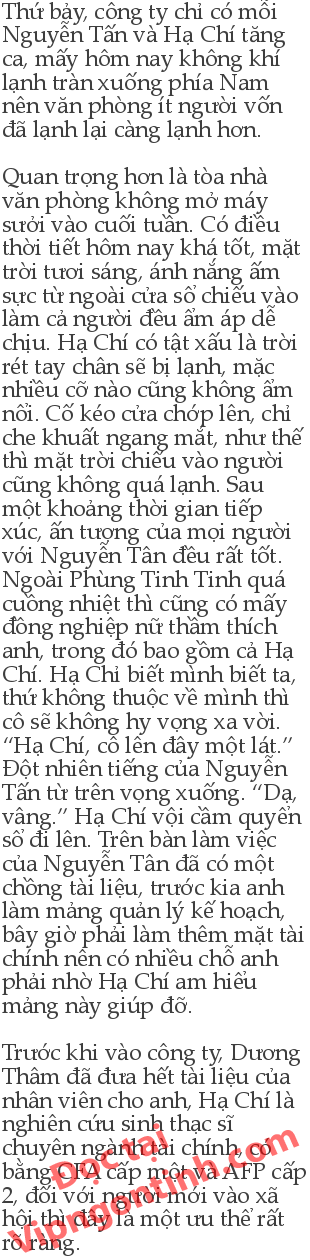 Thứ bảy, công ty chỉ có mỗi
Nguyễn Tấn và Hạ Chí tăng
ca, mấy hôm nay không khí
lạnh tràn xuống phía Nam
nên văn phòng ít người vốn
đã lạnh lại càng lạnh hơn.
Quan trọng hơn là tòa nhà
văn phòng không mở máy
sưởi vào cuối tuần. Có điều
thời tiết hôm nay khá tốt, mặt
trời tươi sáng, ánh nắng ấm
sực từ ngoài cửa sổ chiếu vào
làm cả người đều ấm áp dễ
chịu. Hạ Chí có tật xấu là trời
rét tay chân sẽ bị lạnh, mặc
nhiều cỡ nào cũng không ấm
nổi. Cố kéo cửa chớp lên, chỉ
che khuất ngang mắt, như thế
thì mặt trời chiếu vào người
cũng không quá lạnh. Sau
một khoảng thời gian tiếp
xúc, ấn tượng của mọi người
với Nguyễn Tân đều rất tốt.
Ngoài Phùng Tinh Tinh quá
cuồng nhiệt thì cũng có mấy
đồng nghiệp nữ thầm thích
anh, trong đó bao gồm cả Hạ
Chí. Hạ Chỉ biết mình biết ta,
thứ không thuộc về mình thì
cô sẽ không hy vọng xa vời.
“Hạ Chí, cô lên đây một lát.”
Đột nhiên tiếng của Nguyễn
Tấn từ trên vọng xuống. “Dạ,
vâng.” Hạ Chí vội cầm quyển
sổ đi lên. Trên bàn làm việc
của Nguyễn Tân đã có một
chồng tài liệu, trước kia anh
làm mảng quản lý kế hoạch,
bây giờ phải làm thêm mặt tài
chính nên có nhiều chỗ anh
phải nhờ Hạ Chí am hiểu
mảng này giúp đỡ.
Trước khi vào công ty, Dương
Thâm đã đưa hết tài liệu của
nhân viên cho anh, Hạ Chí là
nghiên cứu sinh thạc sĩ
chuyên ngành tài chính, có
bằng CFA cấp một và AFP cấp
2, đối với người mới vào xã
hội thì đây là một ưu thể rất
rõ ràng.
Đọc tại
Vipngontinh.com